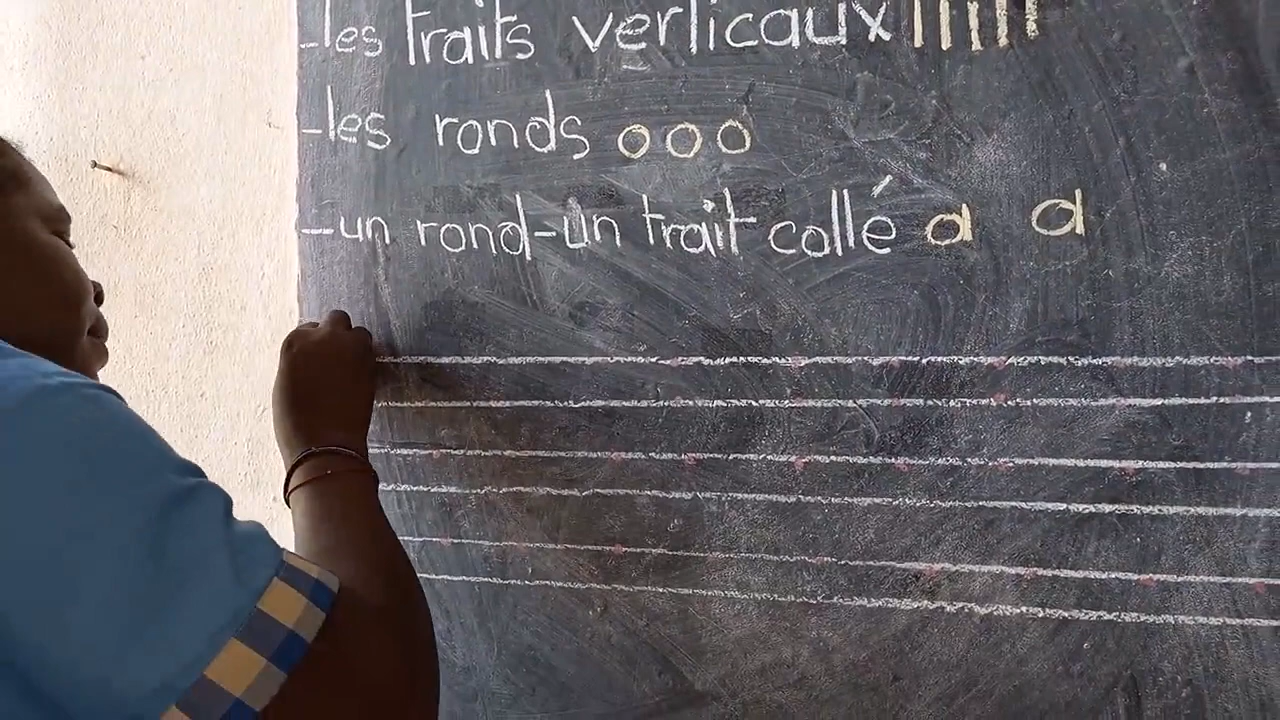 -les traits verticaux | | | | |
-les ronds o o o
-un rond-un trait collé a a